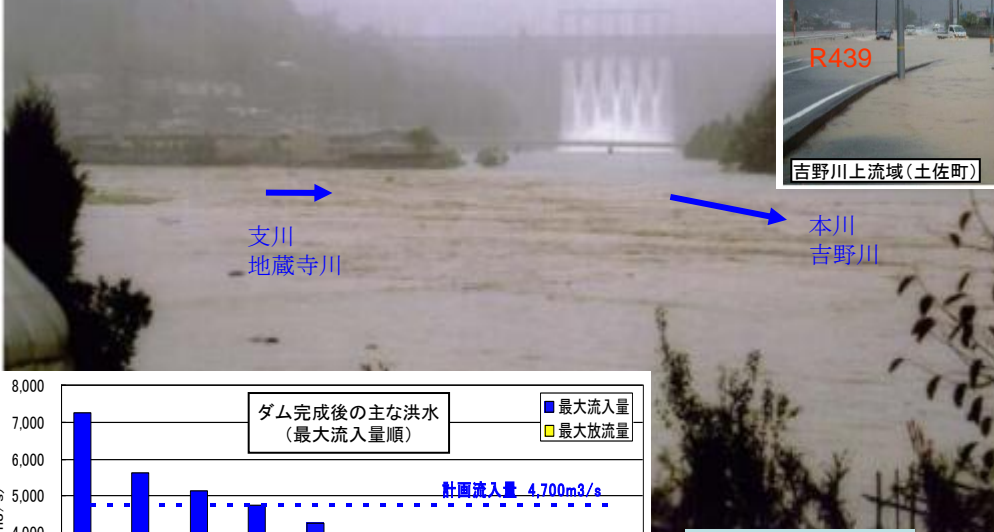 R439
吉野川上流域（土佐町）
支川
地蔵寺川
本川
吉野川
8,000
7,000
6,000
5,000
4,000
ダム完成後の主な洪水
（最大流入量順）
最大流入量
最大放流量
計画流入量 4,700m3/s